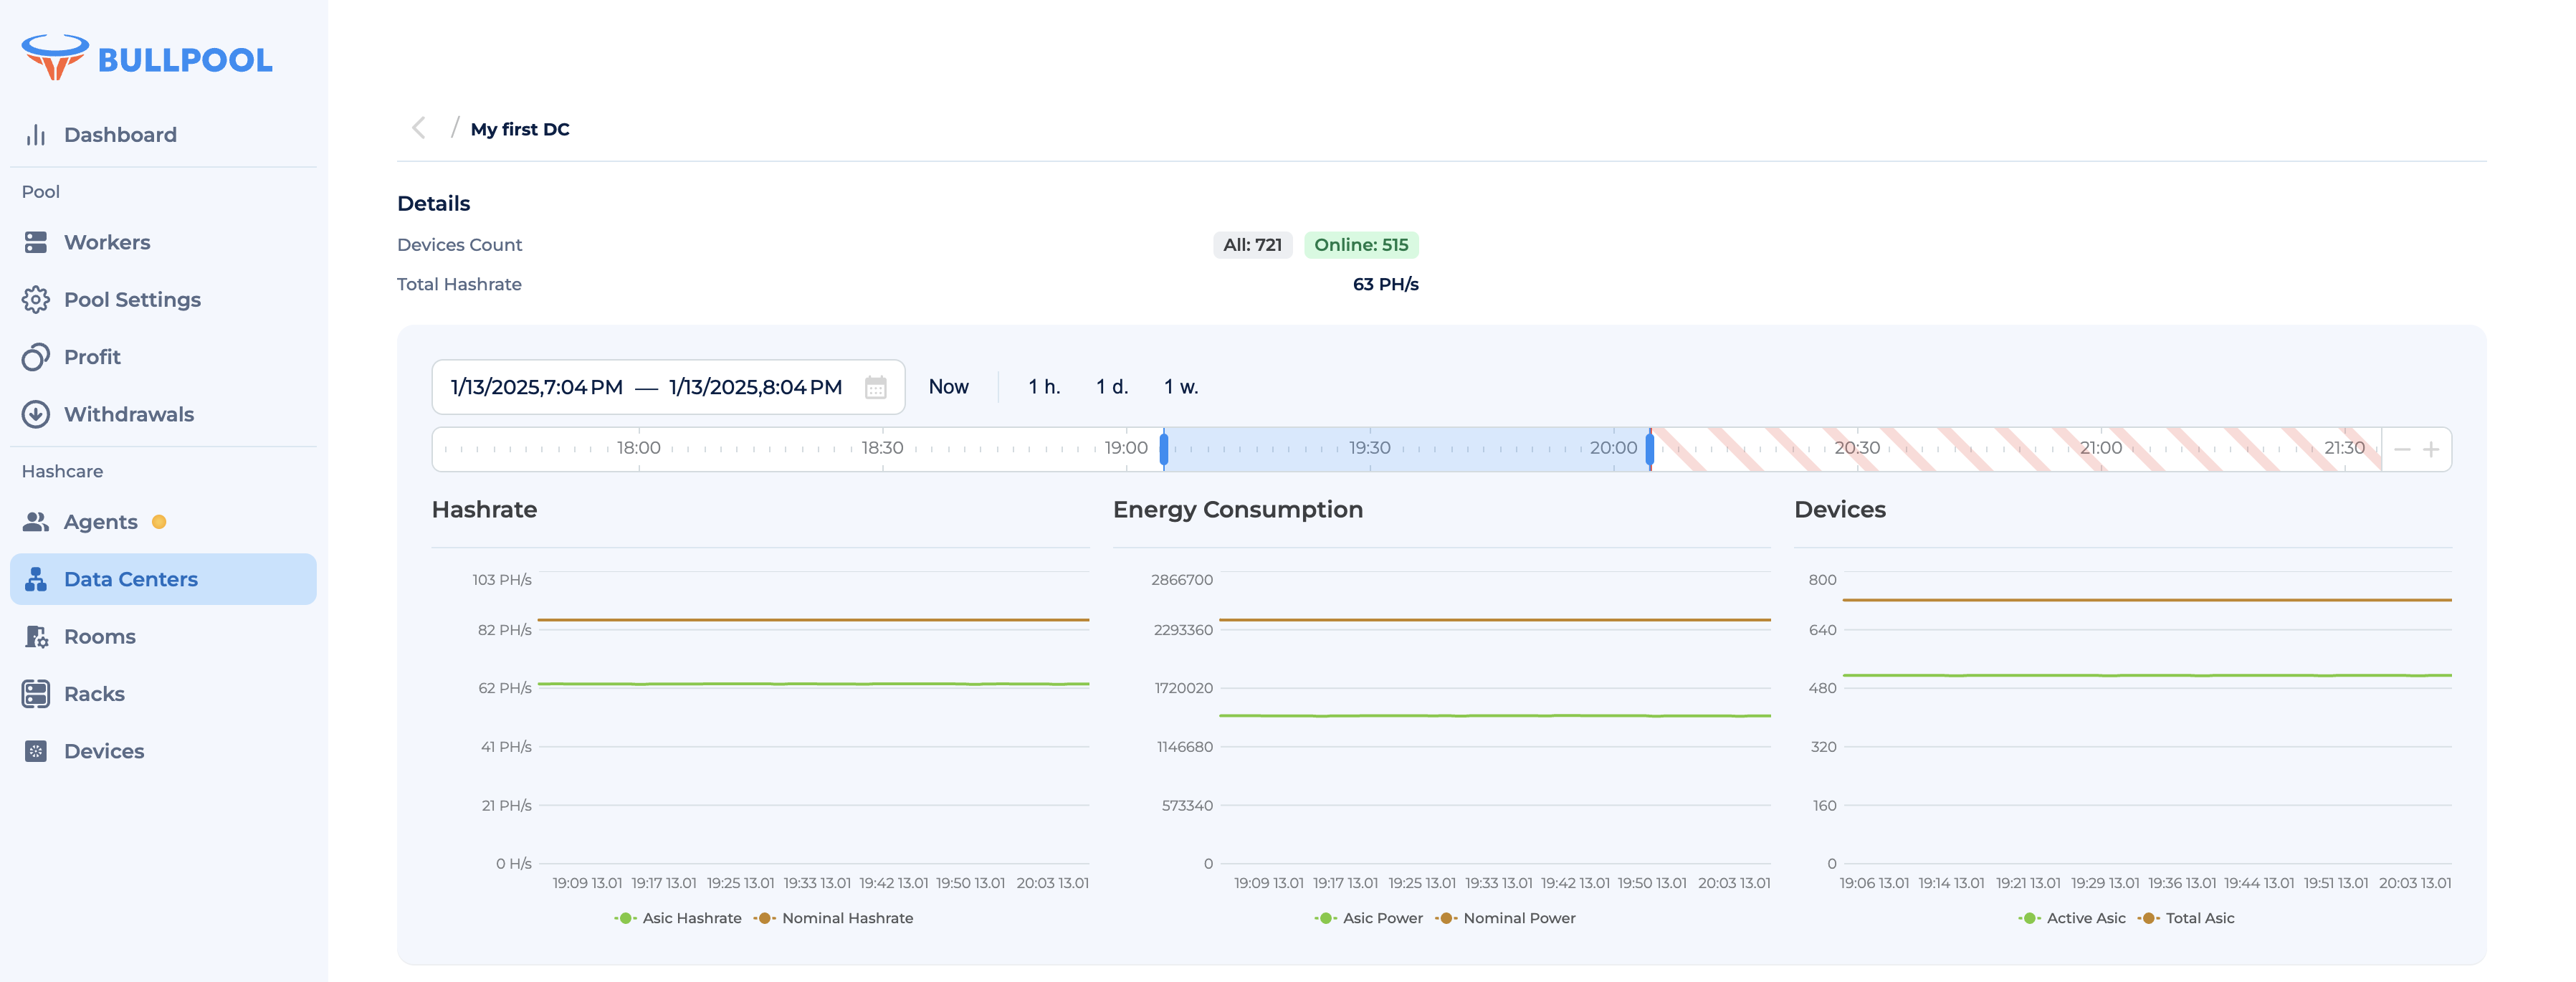 BULLPOOL
Dashboard
Pool
Workers
Pool Settings
Profit
Withdrawals
Hashcare
Agents
Data Centers
Rooms
Racks
Devices
/ My first DC
Details
Devices Count All: 721 Online: 515
Total Hashrate 63 PH/s
1/13/2025,7:04 PM — 1/13/2025,8:04 PM Now 1 h. 1 d. 1 w.
18:00 18:30 19:00 19:30 20:00 20:30 21:00 21:30 − +
Hashrate
103 PH/s
82 PH/s
62 PH/s
41 PH/s
21 PH/s
0 H/s
19:09 13.01 19:17 13.01 19:25 13.01 19:33 13.01 19:42 13.01 19:50 13.01 20:03 13.01
Asic Hashrate Nominal Hashrate
Energy Consumption
2866700
2293360
1720020
1146680
573340
0
19:09 13.01 19:17 13.01 19:25 13.01 19:33 13.01 19:42 13.01 19:50 13.01 20:03 13.01
Asic Power Nominal Power
Devices
800
640
480
320
160
0
19:06 13.01 19:14 13.01 19:21 13.01 19:29 13.01 19:36 13.01 19:44 13.01 19:51 13.01 20:03 13.01
Active Asic Total Asic